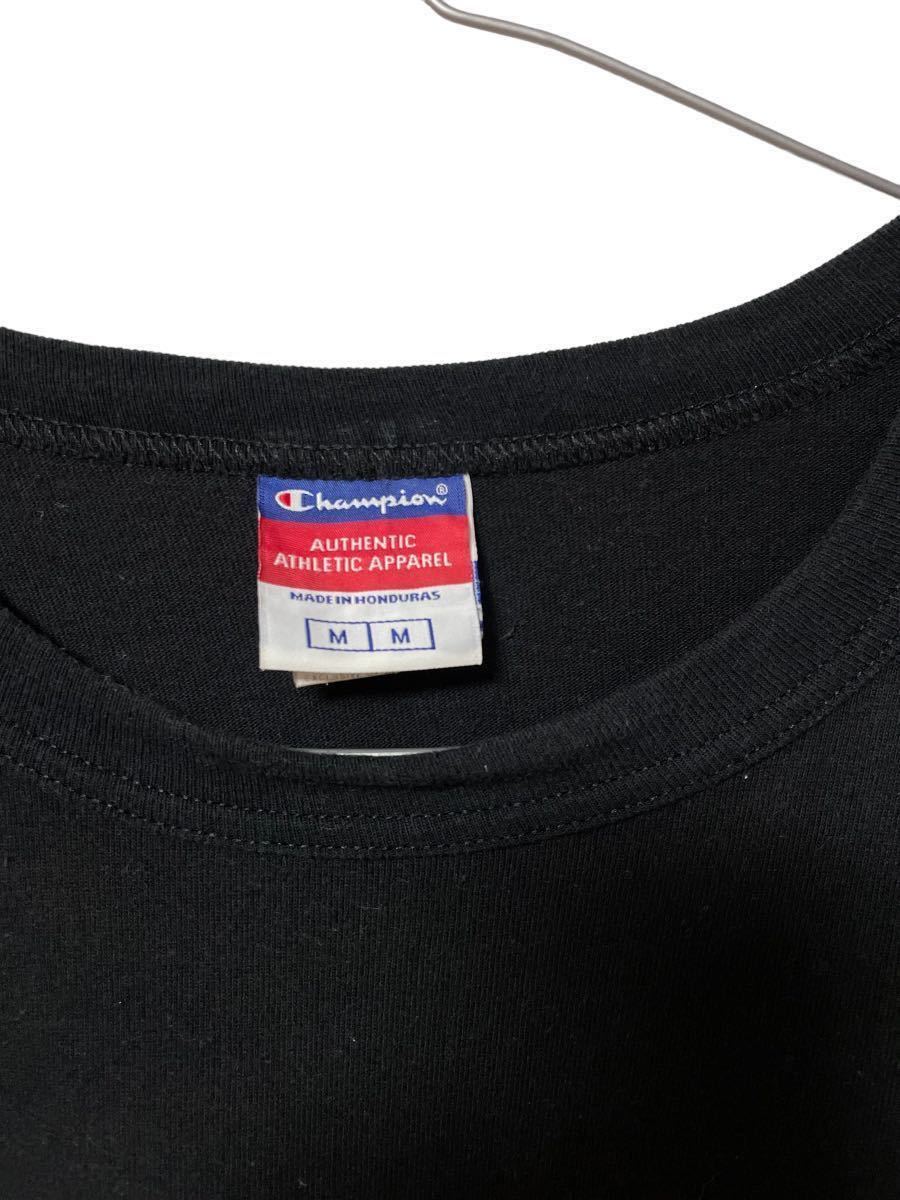 Champion®
AUTHENTIC
ATHLETIC APPAREL
MADE IN HONDURAS
M M